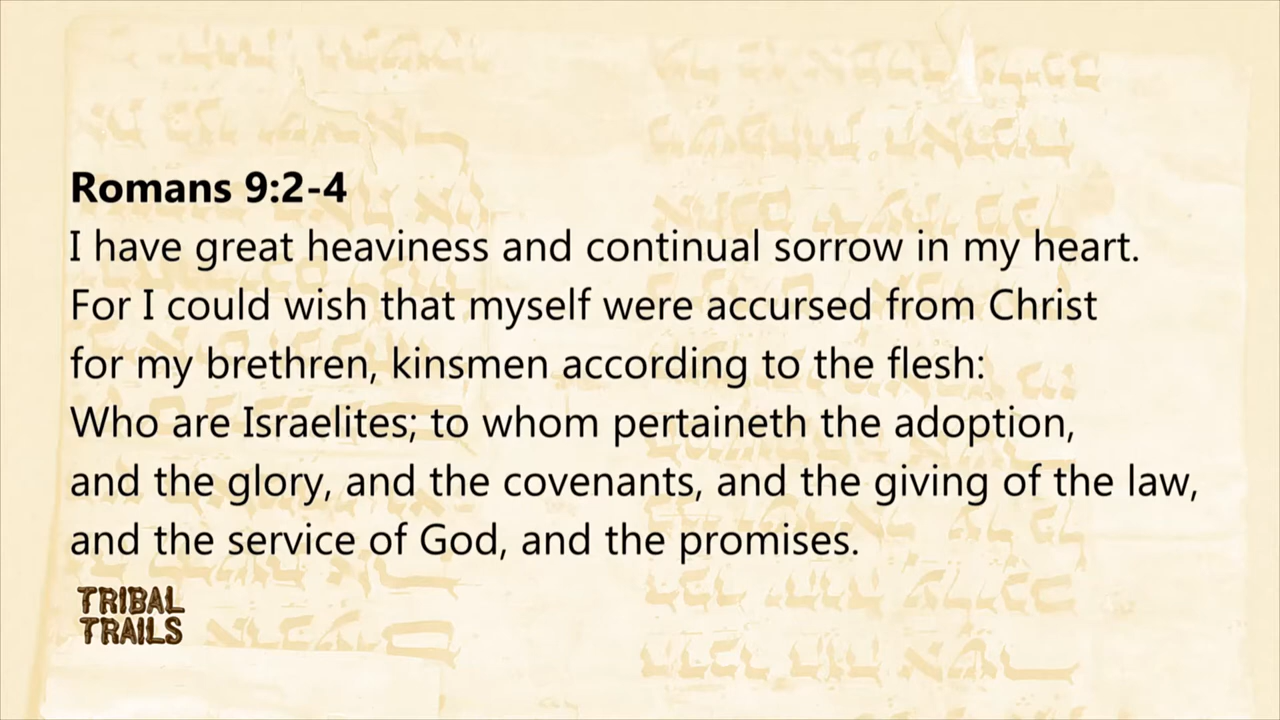 Romans 9:2-4
I have great heaviness and continual sorrow in my heart.
For I could wish that myself were accursed from Christ
for my brethren, kinsmen according to the flesh:
Who are Israelites; to whom pertaineth the adoption,
and the glory, and the covenants, and the giving of the law,
and the service of God, and the promises.
TRIBAL
TRAILS